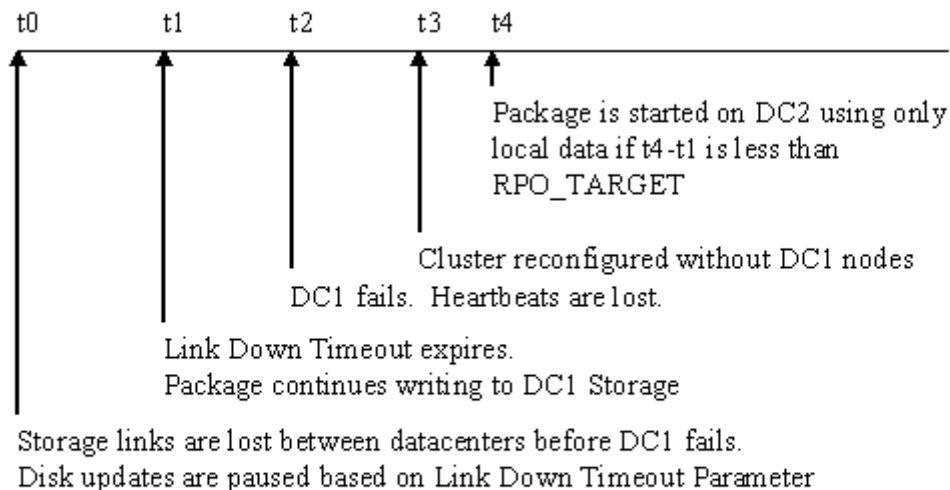 t0 t1 t2 t3 t4
Package is started on DC2 using only
local data if t4-t1 is less than
RPO_TARGET
Cluster reconfigured without DC1 nodes
DC1 fails. Heartbeats are lost.
Link Down Timeout expires.
Package continues writing to DC1 Storage
Storage links are lost between datacenters before DC1 fails.
Disk updates are paused based on Link Down Timeout Parameter